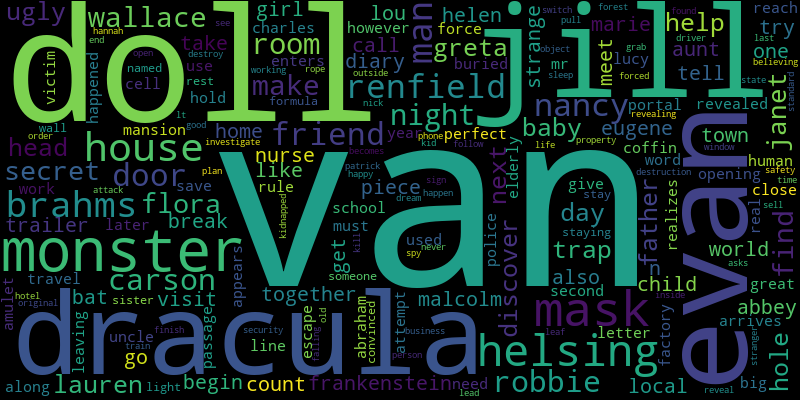 doll
jill
van
evan
dracula
monster
helsing
mask
brahms
house
renfield
friend
night
carson
nancy
lauren
robbie
door
flora
wallace
ugly
girl
lou
charles
however
take
room
call
use
cell
make
diary
man
greta
helen
force
buried
strange
marie
help
aunt
reach
try
one
tell
meet
lucy
mr
janet
portal
revealed
revealing
victim
happened
named
rest
hold
formula
nick
enters
working
rope
outside
object
sleep
forced
grab
driver
last
believing
state
forest
found
pull
switch
see
hannah
end
destroy
open
lt
good
wall
order
mansion
home
investigate
year
phone
perfect
kid
follow
baby
life
eugene
coffin
property
word
town
window
standard
human
safety
time
sell
close
opening
head
secret
work
attack
plan
save
nurse
like
rule
becomes
patrick
happy
piece
next
elderly
give
stay
day
staying
happen
sign
dream
school
must
kidnapped
trailer
later
break
get
kill
spy
never
used
someone
police
discover
trap
also
second
child
father
realizes
destruction
real
world
find
great
asks
travel
bat
sister
visit
appears
together
malcolm
letter
factory
inside
abbey
arrives
stranger
amulet
hotel
original
leaving
uncle
train
finish
go
passage
line
security
escape
falling
old
abraham
convinced
attempt
business
person
leaf
hole
big
reveal
along
light
begin
count
frankenstein
need
lead
local